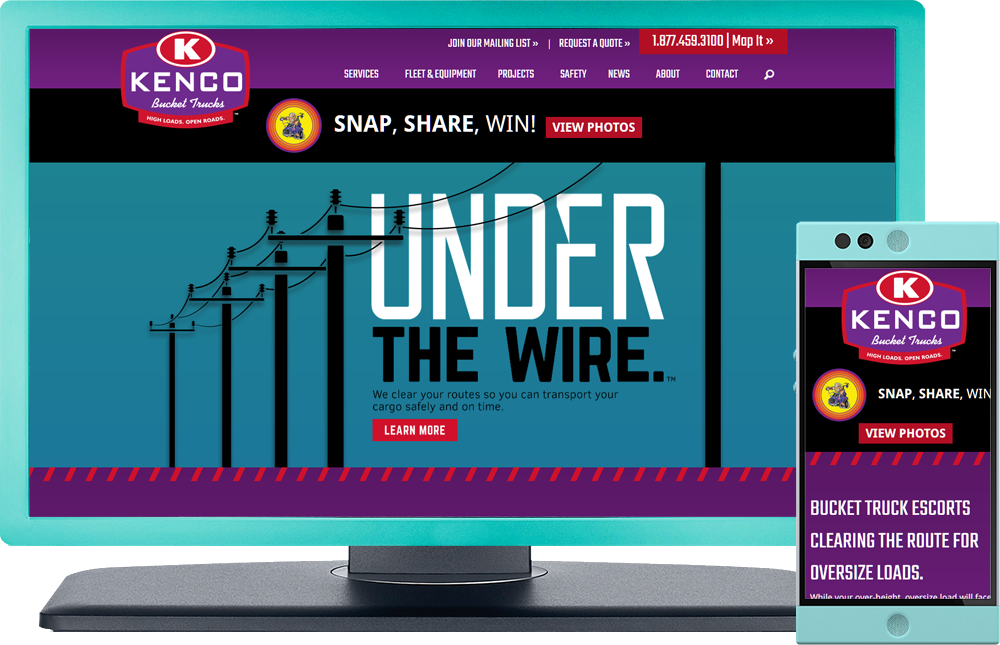 JOIN OUR MAILING LIST » | REQUEST A QUOTE » 1.877.459.3100 | Map It »
K
KENCO
Bucket Trucks
HIGH LOADS. OPEN ROADS.™
SERVICES FLEET & EQUIPMENT PROJECTS SAFETY NEWS ABOUT CONTACT
SNAP, SHARE, WIN! VIEW PHOTOS
UNDER
THE WIRE.™
We clear your routes so you can transport your
cargo safely and on time.
LEARN MORE
K
KENCO
Bucket Trucks
HIGH LOADS. OPEN ROADS.™
SNAP, SHARE, WIN
VIEW PHOTOS
BUCKET TRUCK ESCORTS
CLEARING THE ROUTE FOR
OVERSIZE LOADS.
While your over-height, oversize load will face